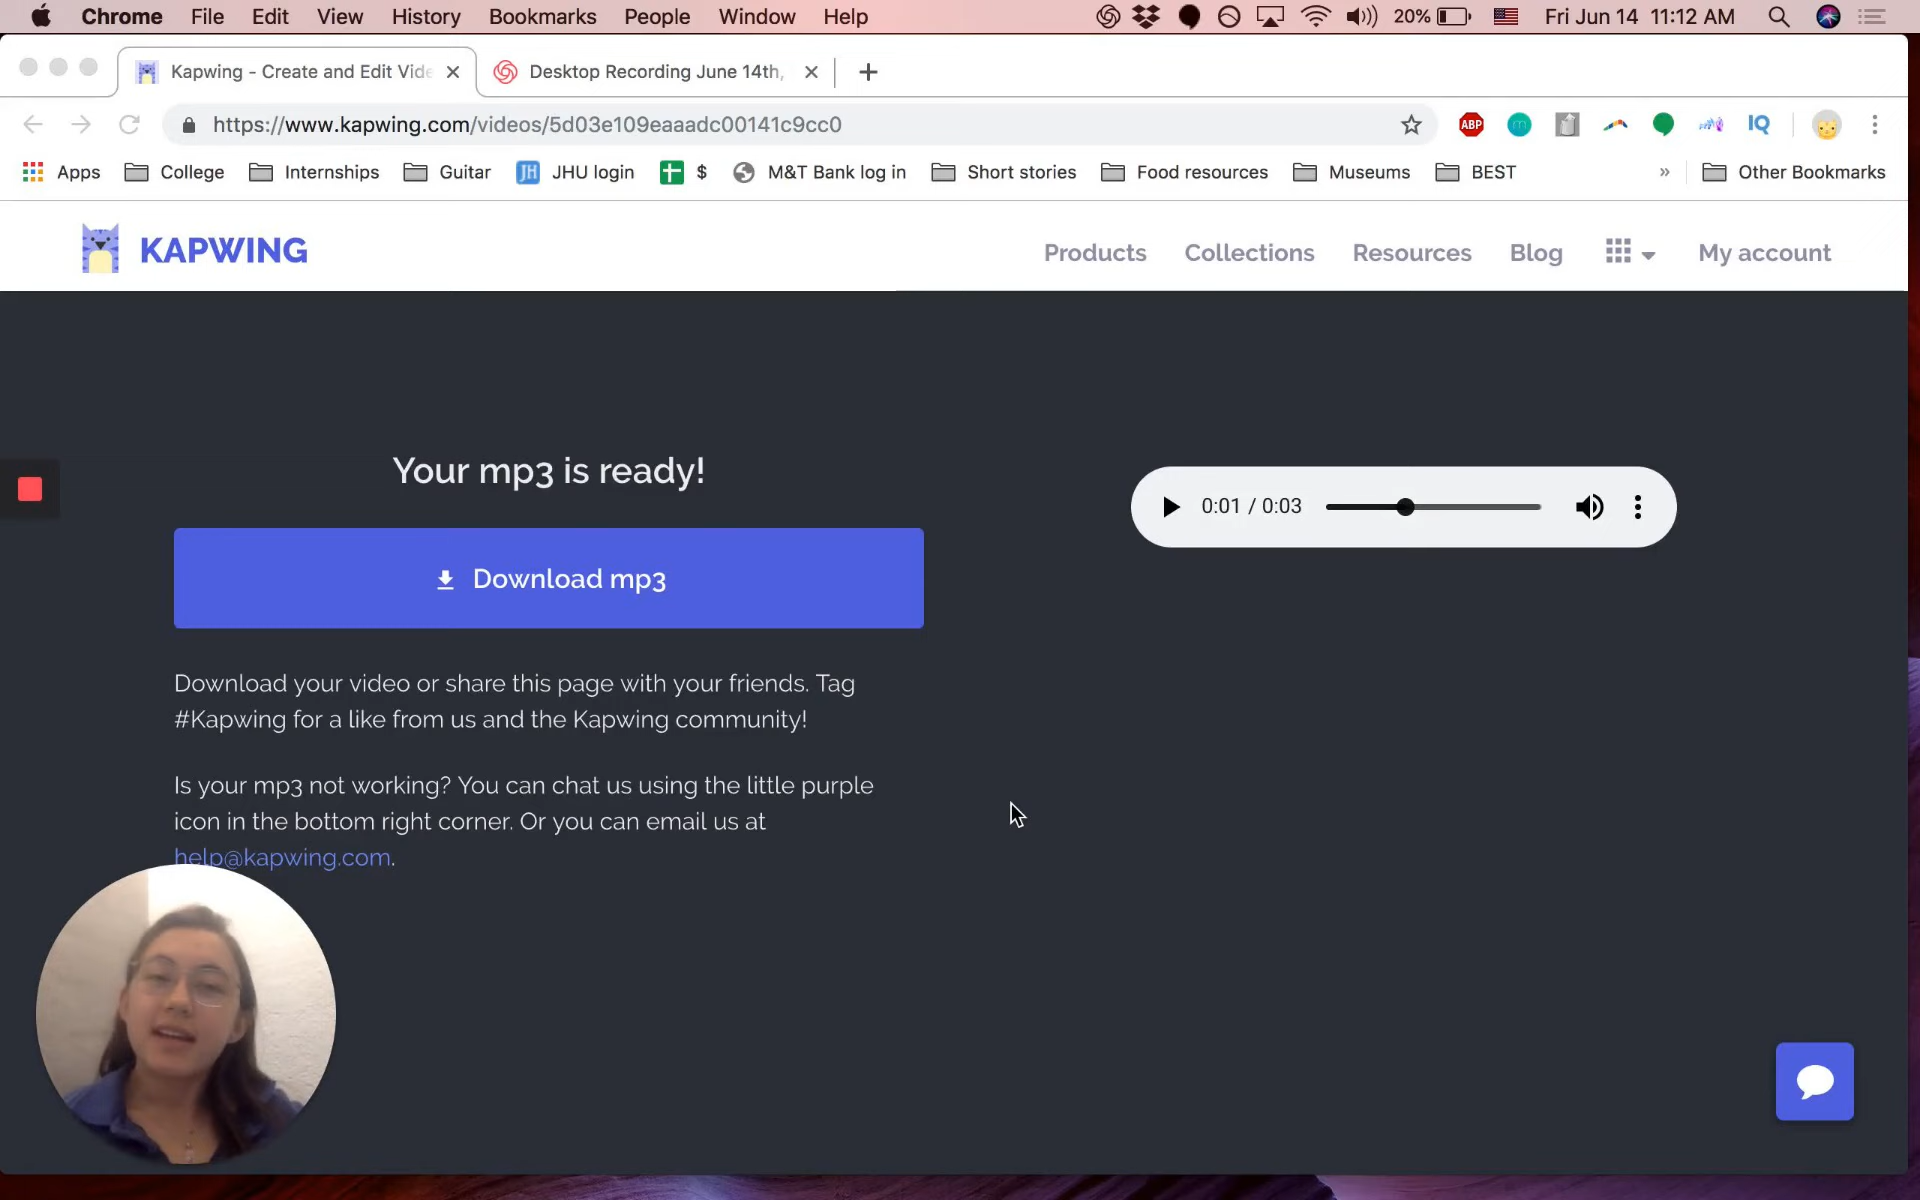 Chrome File Edit View History Bookmarks People Window Help 20% Fri Jun 14 11:12 AM
Kapwing - Create and Edit Vide Desktop Recording June 14th,
https://www.kapwing.com/videos/5d03e109eaaadc00141c9cc0 ABP m IQ
Apps College Internships Guitar JH JHU login $ M&T Bank log in Short stories Food resources Museums BEST » Other Bookmarks
KAPWING Products Collections Resources Blog My account
Your mp3 is ready!
0:01 / 0:03
Download mp3
Download your video or share this page with your friends. Tag
#Kapwing for a like from us and the Kapwing community!
Is your mp3 not working? You can chat us using the little purple
icon in the bottom right corner. Or you can email us at
help@kapwing.com.